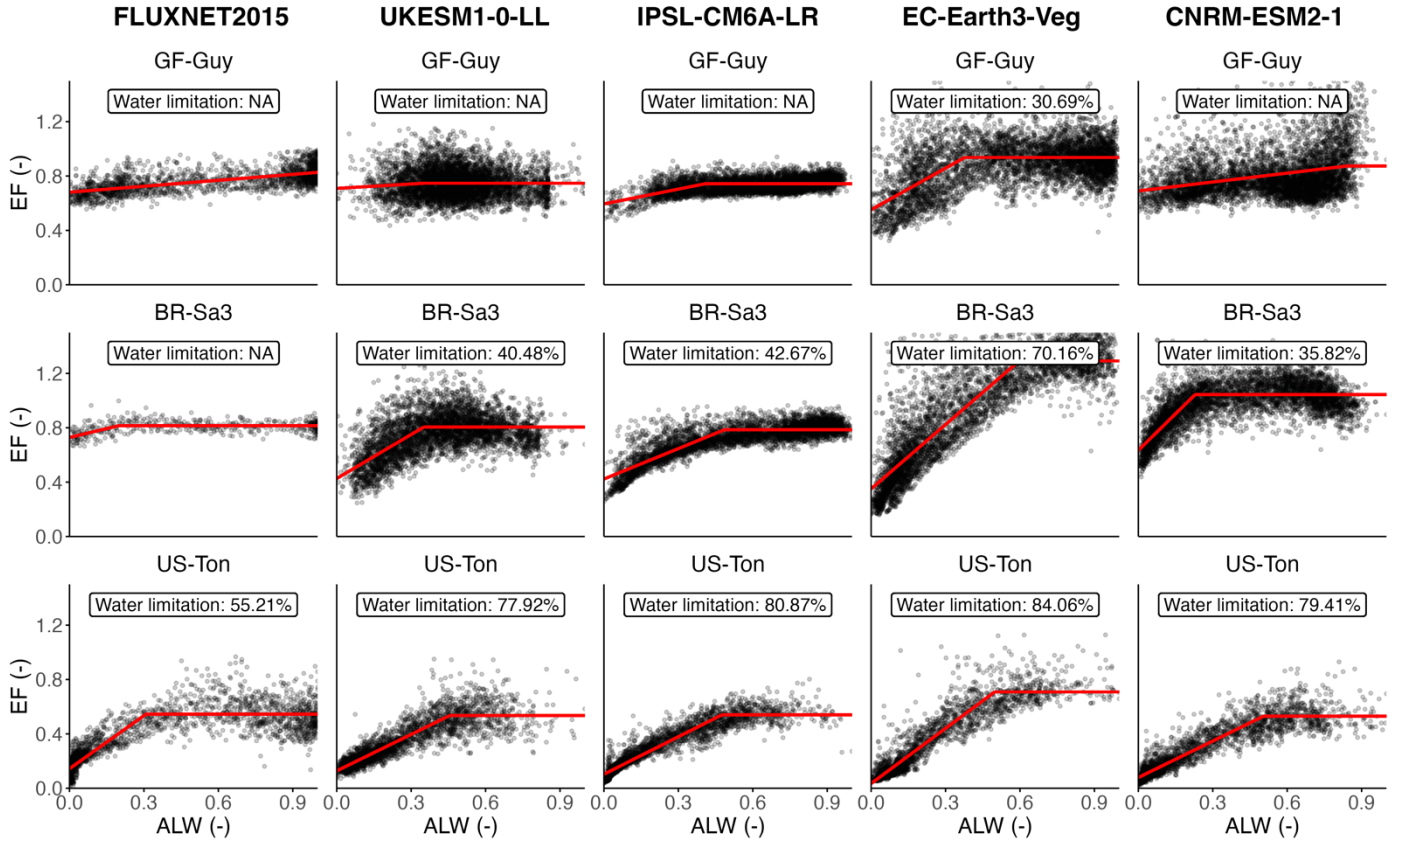 FLUXNET2015 UKESM1-0-LL IPSL-CM6A-LR EC-Earth3-Veg CNRM-ESM2-1
GF-Guy GF-Guy GF-Guy GF-Guy GF-Guy
Water limitation: NA Water limitation: NA Water limitation: NA Water limitation: 30.69% Water limitation: NA
1.2
0.8
EF (-)
0.4
0.0
BR-Sa3 BR-Sa3 BR-Sa3 BR-Sa3 BR-Sa3
Water limitation: NA Water limitation: 40.48% Water limitation: 42.67% Water limitation: 70.16% Water limitation: 35.82%
1.2
0.8
EF (-)
0.4
0.0
US-Ton US-Ton US-Ton US-Ton US-Ton
Water limitation: 55.21% Water limitation: 77.92% Water limitation: 80.87% Water limitation: 84.06% Water limitation: 79.41%
1.2
0.8
EF (-)
0.4
0.0
0.0 0.3 0.6 0.9 0.0 0.3 0.6 0.9 0.0 0.3 0.6 0.9 0.0 0.3 0.6 0.9 0.0 0.3 0.6 0.9
ALW (-) ALW (-) ALW (-) ALW (-) ALW (-)